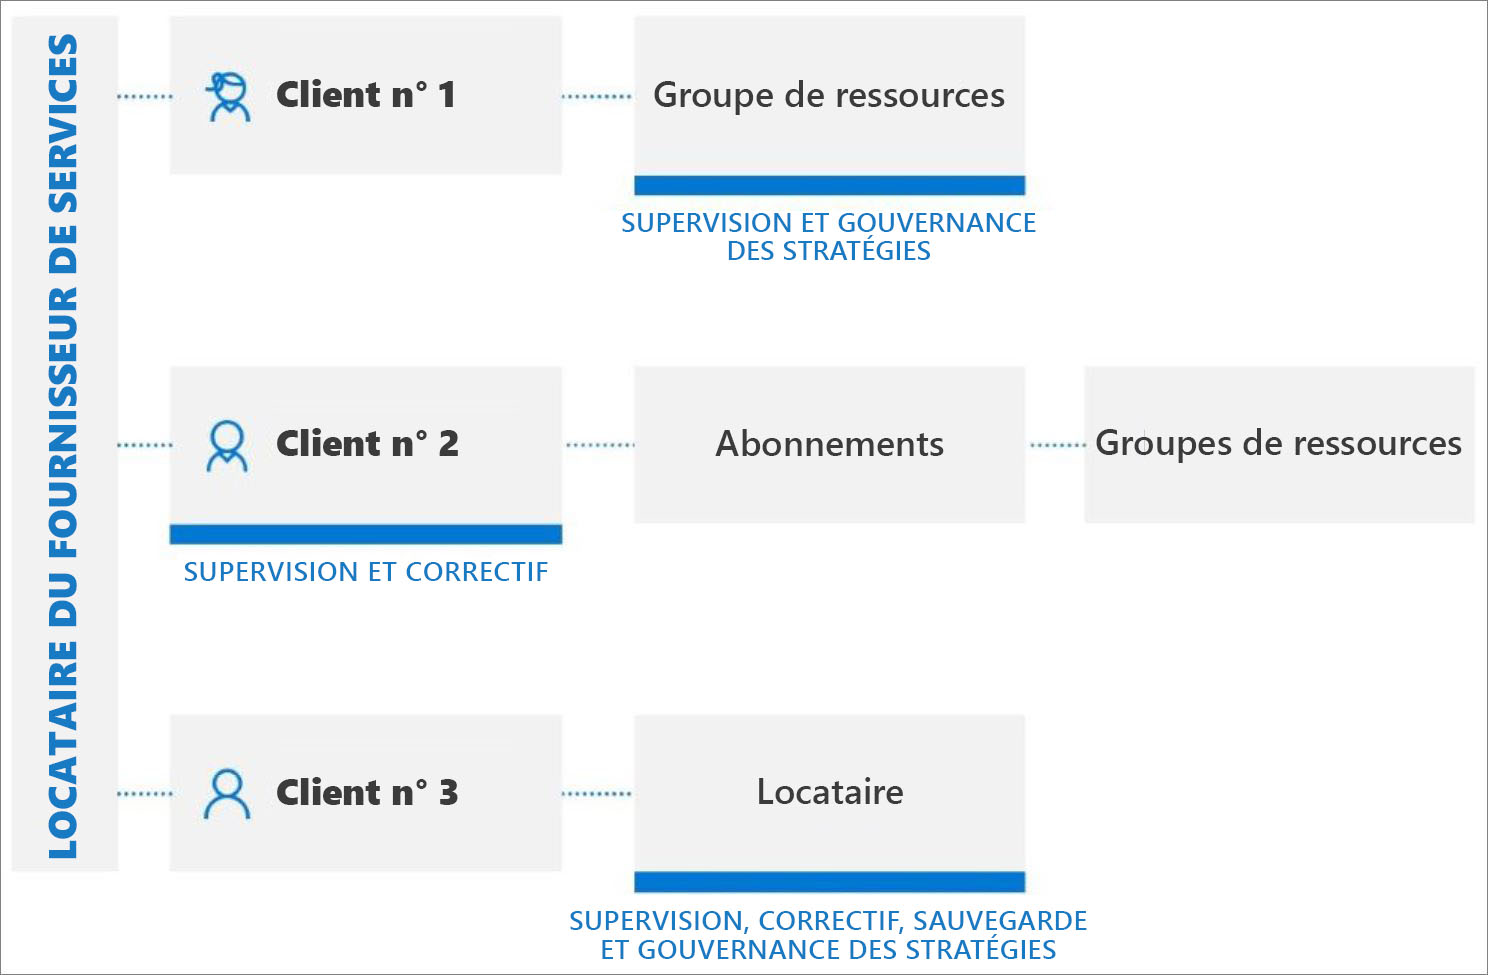 LOCATAIRE DU FOURNISSEUR DE SERVICES
Client n° 1
Groupe de ressources
SUPERVISION ET GOUVERNANCE
DES STRATÉGIES
Client n° 2
Abonnements
Groupes de ressources
SUPERVISION ET CORRECTIF
Client n° 3
Locataire
SUPERVISION, CORRECTIF, SAUVEGARDE
ET GOUVERNANCE DES STRATÉGIES